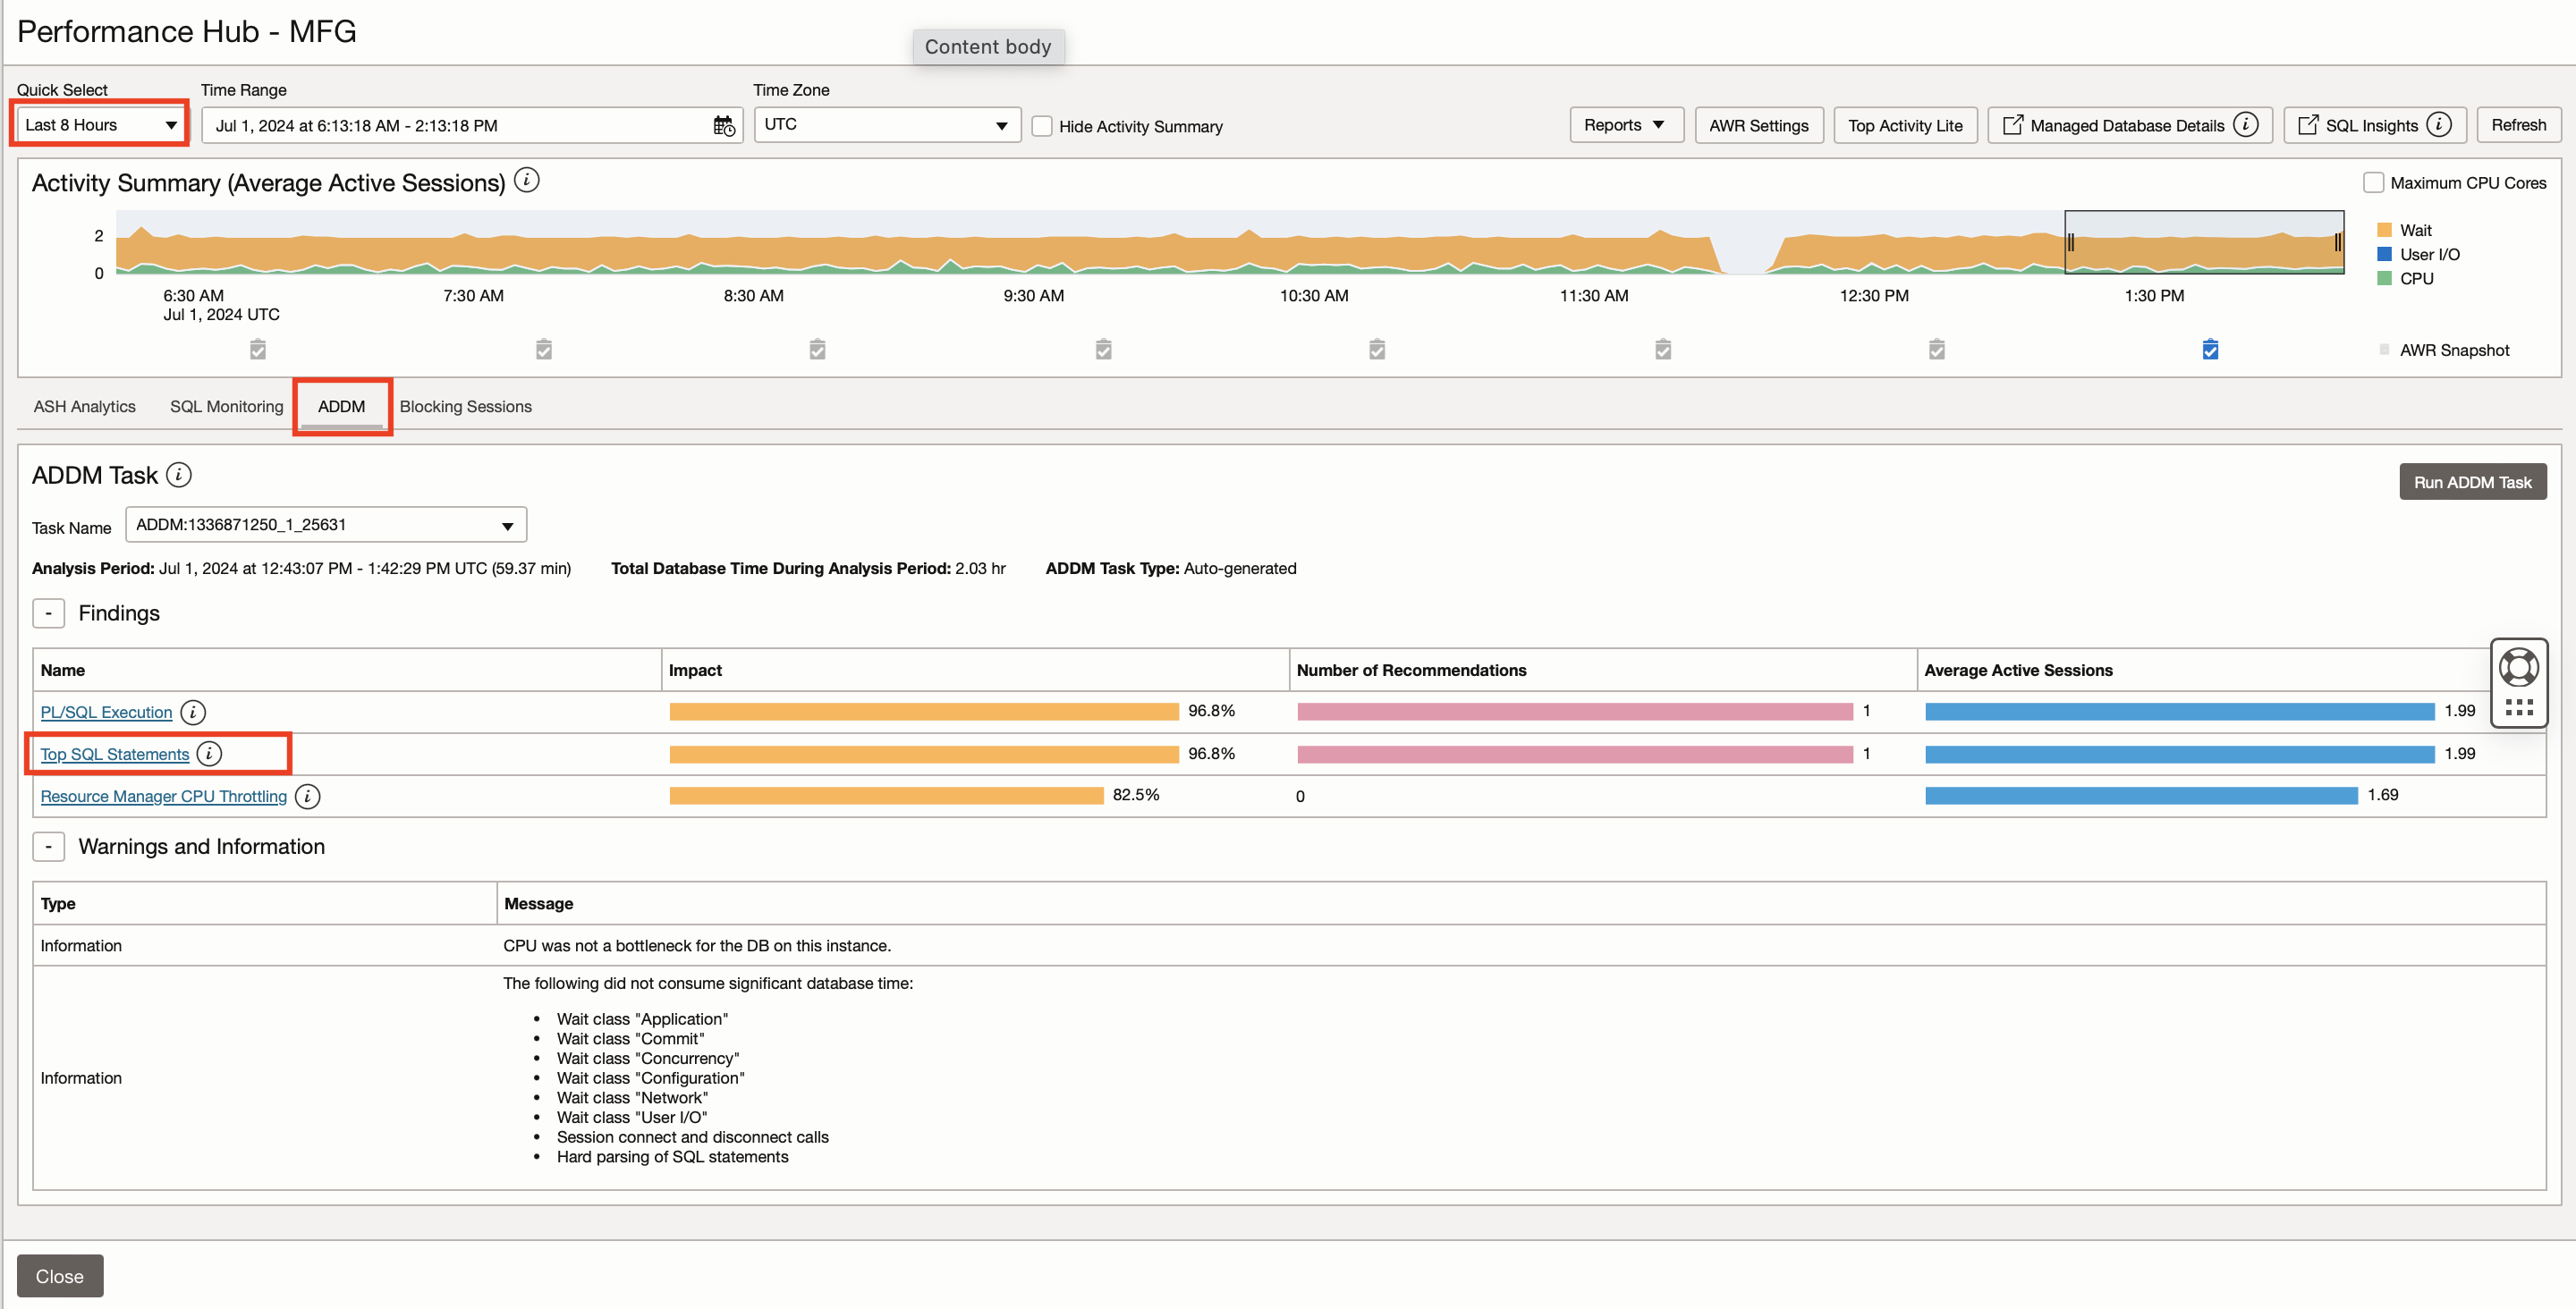 Performance Hub - MFG
Content body
Quick Select
Time Range
Time Zone
Last 8 Hours
Jul 1, 2024 at 6:13:18 AM - 2:13:18 PM
UTC
Hide Activity Summary
Reports
AWR Settings
Top Activity Lite
Managed Database Details
SQL Insights
Refresh
Activity Summary (Average Active Sessions)
Maximum CPU Cores
2
0
Wait
User I/O
CPU
6:30 AM
7:30 AM
8:30 AM
9:30 AM
10:30 AM
11:30 AM
12:30 PM
1:30 PM
Jul 1, 2024 UTC
AWR Snapshot
ASH Analytics
SQL Monitoring
ADDM
Blocking Sessions
ADDM Task
Run ADDM Task
Task Name
ADDM:1336871250_1_25631
Analysis Period: Jul 1, 2024 at 12:43:07 PM - 1:42:29 PM UTC (59.37 min)
Total Database Time During Analysis Period: 2.03 hr
ADDM Task Type: Auto-generated
- Findings
Name Impact Number of Recommendations Average Active Sessions
PL/SQL Execution 96.8% 1 1.99
Top SQL Statements 96.8% 1 1.99
Resource Manager CPU Throttling 82.5% 0 1.69
- Warnings and Information
Type Message
Information CPU was not a bottleneck for the DB on this instance.
Information
The following did not consume significant database time:
• Wait class "Application"
• Wait class "Commit"
• Wait class "Concurrency"
• Wait class "Configuration"
• Wait class "Network"
• Wait class "User I/O"
• Session connect and disconnect calls
• Hard parsing of SQL statements
Close